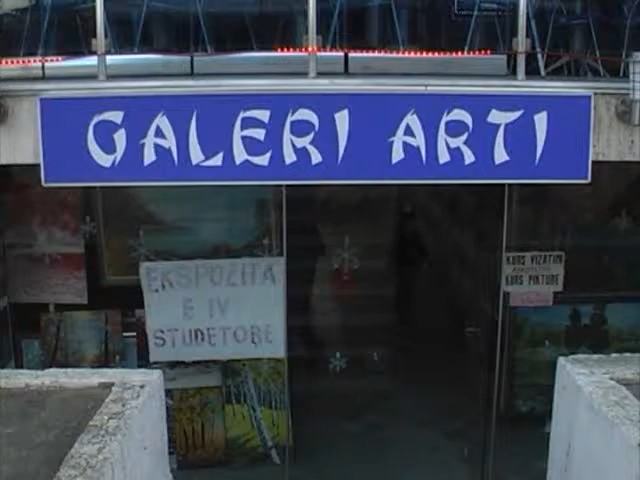 GALERI ARTI
EKSPOZITA
E IV
STUDETORE
KURS VIZATIM
KURS PIKTURE